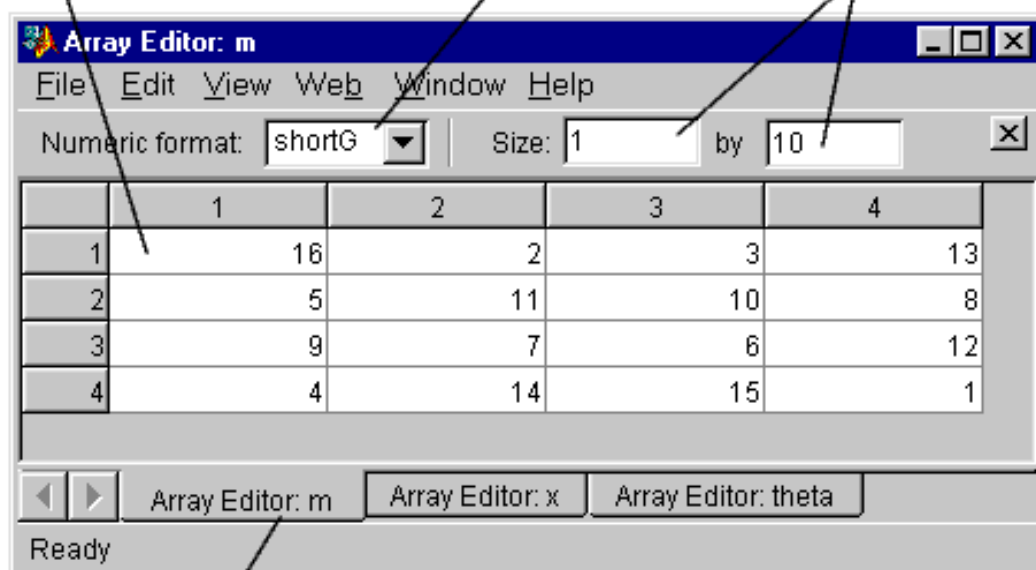 Array Editor: m
File Edit View Web Window Help
Numeric format: shortG Size: 1 by 10
1 2 3 4
1 16 2 3 13
2 5 11 10 8
3 9 7 6 12
4 4 14 15 1
Array Editor: m Array Editor: x Array Editor: theta
Ready